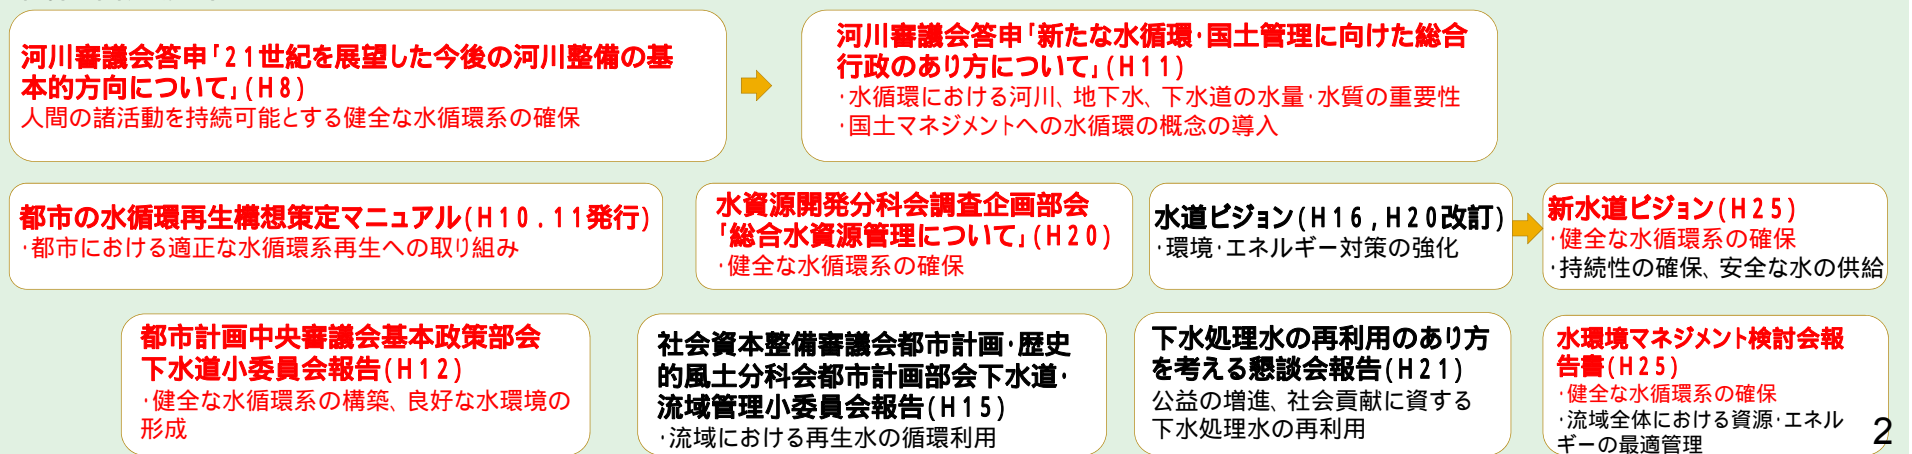 河川審議会答申「21世紀を展望した今後の河川整備の基
本的方向について」(H8)
人間の諸活動を持続可能とする健全な水循環系の確保
河川審議会答申「新たな水循環・国土管理に向けた総合
行政のあり方について」(H11)
・水循環における河川、地下水、下水道の水量・水質の重要性
・国土マネジメントへの水循環の概念の導入
都市の水循環再生構想策定マニュアル(H10.11発行)
・都市における適正な水循環系再生への取り組み
水資源開発分科会調査企画部会
「総合水資源管理について」(H20)
・健全な水循環系の確保
水道ビジョン(H16,H20改訂)
・環境・エネルギー対策の強化
新水道ビジョン(H25)
・健全な水循環系の確保
・持続性の確保、安全な水の供給
都市計画中央審議会基本政策部会
下水道小委員会報告(H12)
・健全な水循環系の構築、良好な水環境の
形成
社会資本整備審議会都市計画・歴史
的風土分科会都市計画部会下水道・
流域管理小委員会報告(H15)
・流域における再生水の循環利用
下水処理水の再利用のあり方
を考える懇談会報告(H21)
公益の増進、社会貢献に資する
下水処理水の再利用
水環境マネジメント検討会報
告書(H25)
・健全な水循環系の確保
・流域全体における資源・エネル
ギーの最適管理
2